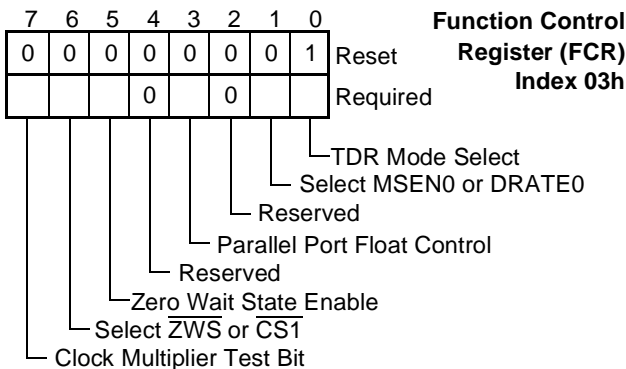 7 6 5 4 3 2 1 0
Function Control
Register (FCR)
Index 03h
0 0 0 0 0 0 0 1 Reset
0 0 Required
TDR Mode Select
Select MSEN0 or DRATE0
Reserved
Parallel Port Float Control
Reserved
Zero Wait State Enable
Select Z̅W̅S̅ or C̅S̅1̅
Clock Multiplier Test Bit